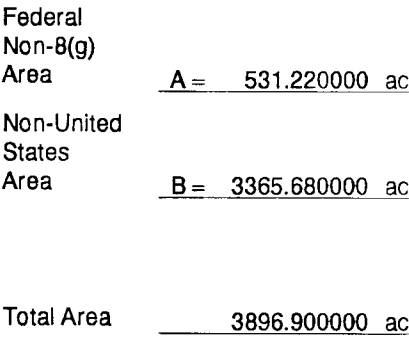 Federal
Non-8(g)
Area A = 531.220000 ac
Non-United
States
Area B = 3365.680000 ac
Total Area 3896.900000 ac